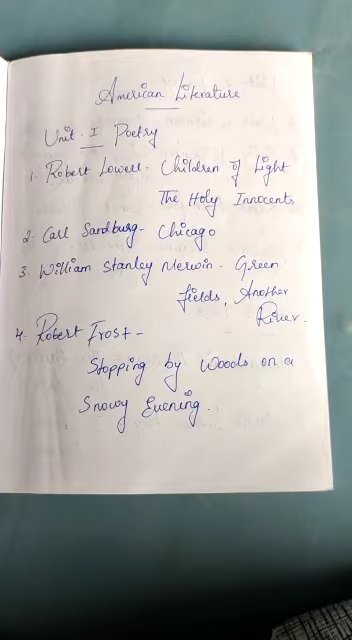 American Literature
Unit - I Poetry
1. Robert Lowell - Children of Light
The Holy Innocents
2. Carl Sandburg - Chicago
3. William Stanley Merwin - Green
fields, Another
River.
4. Robert Frost -
Stopping by Woods on a
Snowy Evening.